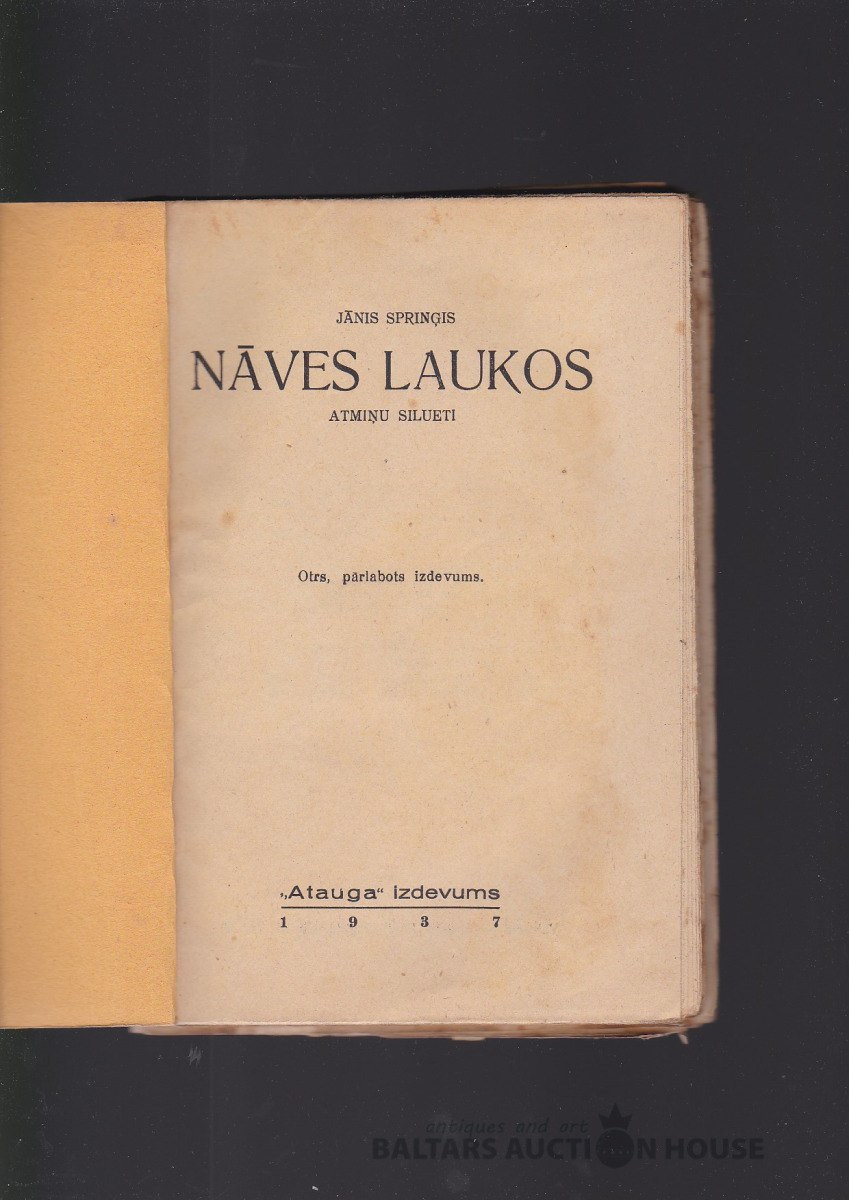 JĀNIS SPRIŅĢIS
NĀVES LAUKOS
ATMIŅU SILUETI
Otrs, pārlabots izdevums.
„Atauga“ izdevums
1 9 3 7
antiques and art
BALTARS AUCTION HOUSE